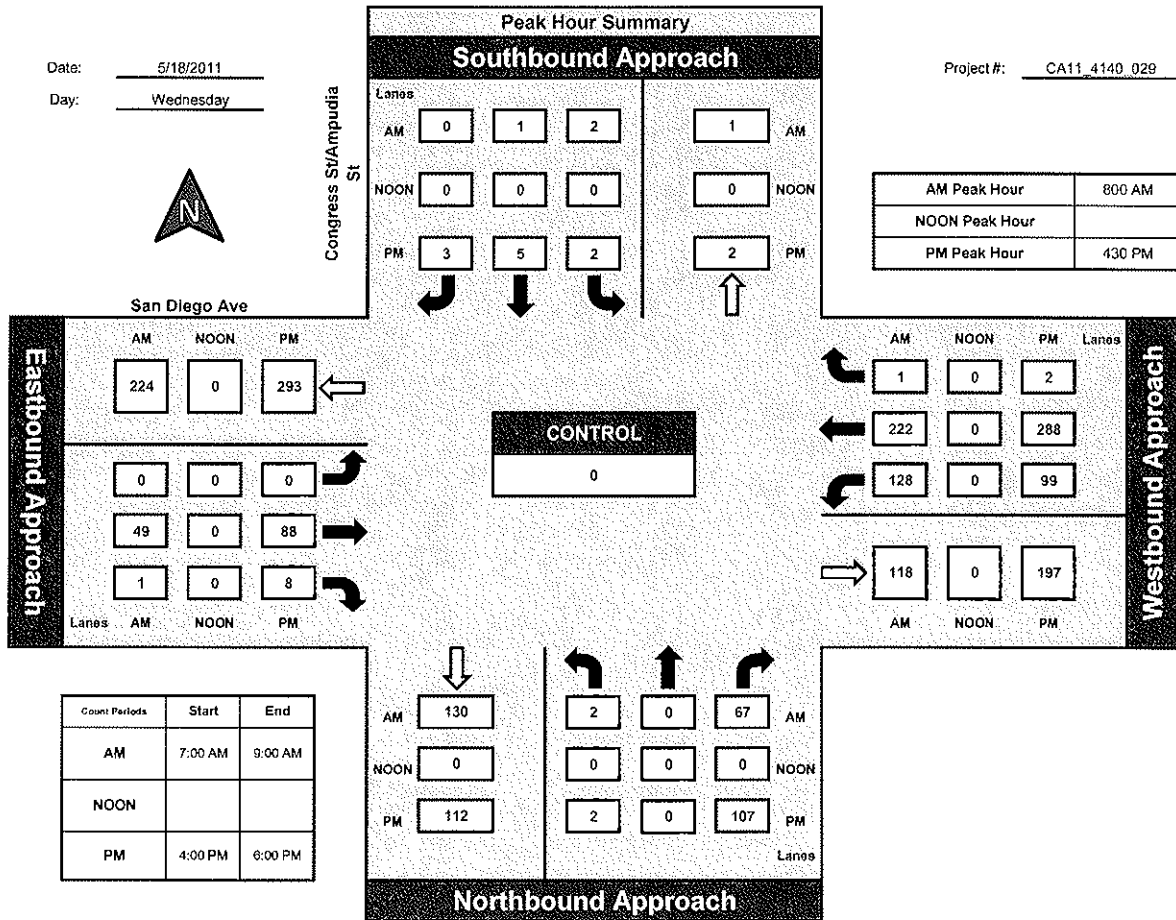 Peak Hour Summary
Southbound Approach
Date: 5/18/2011
Day: Wednesday
Project #: CA11_4140_029
N
Congress St/Ampudia
St
San Diego Ave
Lanes
AM 0 1 2 1 AM
NOON 0 0 0 0 NOON
PM 3 5 2 2 PM
AM Peak Hour 800 AM
NOON Peak Hour
PM Peak Hour 430 PM
Eastbound Approach
AM NOON PM
224 0 293
0 0 0
49 0 88
1 0 8
Lanes AM NOON PM
CONTROL
0
Westbound Approach
AM NOON PM Lanes
1 0 2
222 0 288
128 0 99
118 0 197
AM NOON PM Lanes
Count Periods Start End
AM 7:00 AM 9:00 AM
NOON
PM 4:00 PM 6:00 PM
AM 130 2 0 67 AM
NOON 0 0 0 0 NOON
PM 112 2 0 107 PM
Lanes
Northbound Approach